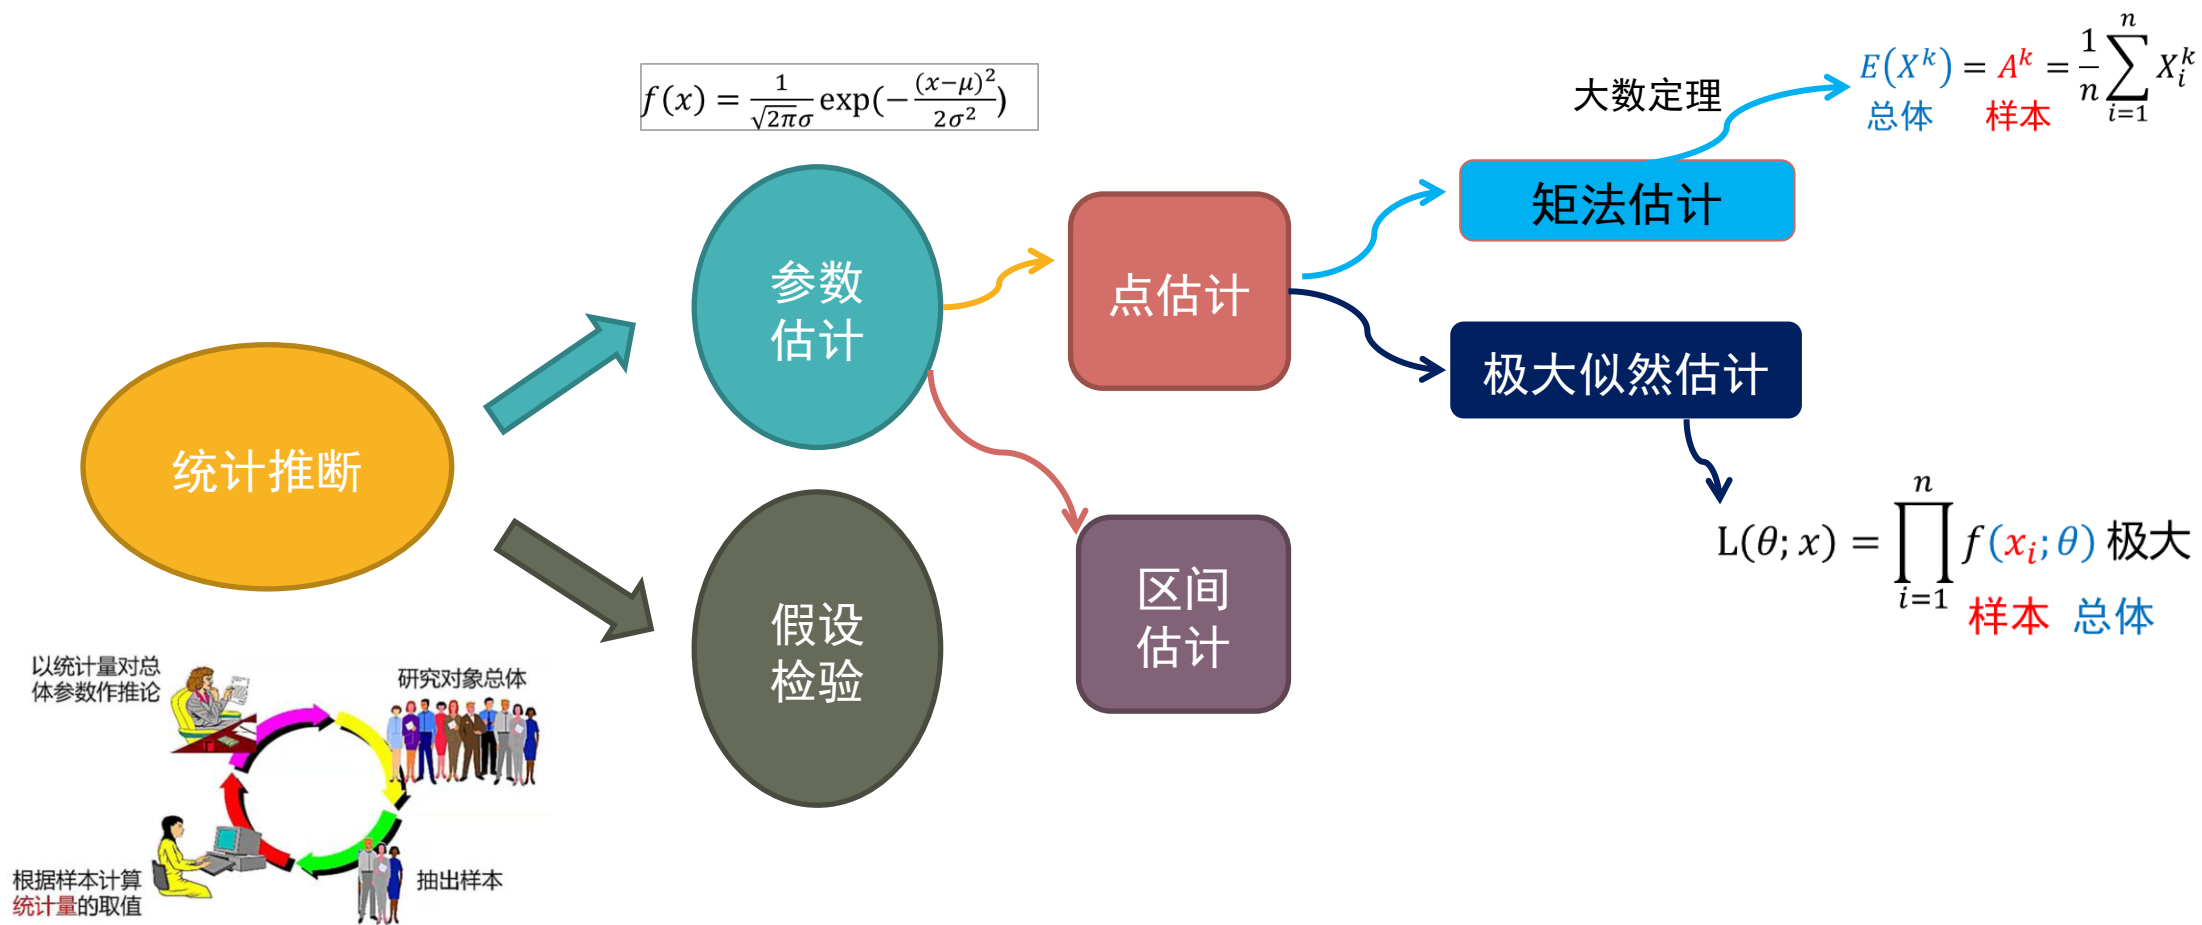 f(x) = 1/(√2π σ) exp(−(x−μ)²/(2σ²))
大数定理
E(X^k) = A^k = 1/n ∑_{i=1}^{n} X_i^k
总体 样本
矩法估计
参数
估计
点估计
极大似然估计
统计推断
L(θ; x) = ∏_{i=1}^{n} f(x_i; θ) 极大
样本 总体
假设
检验
区间
估计
以统计量对总
体参数作推论
研究对象总体
根据样本计算
统计量的取值
抽出样本